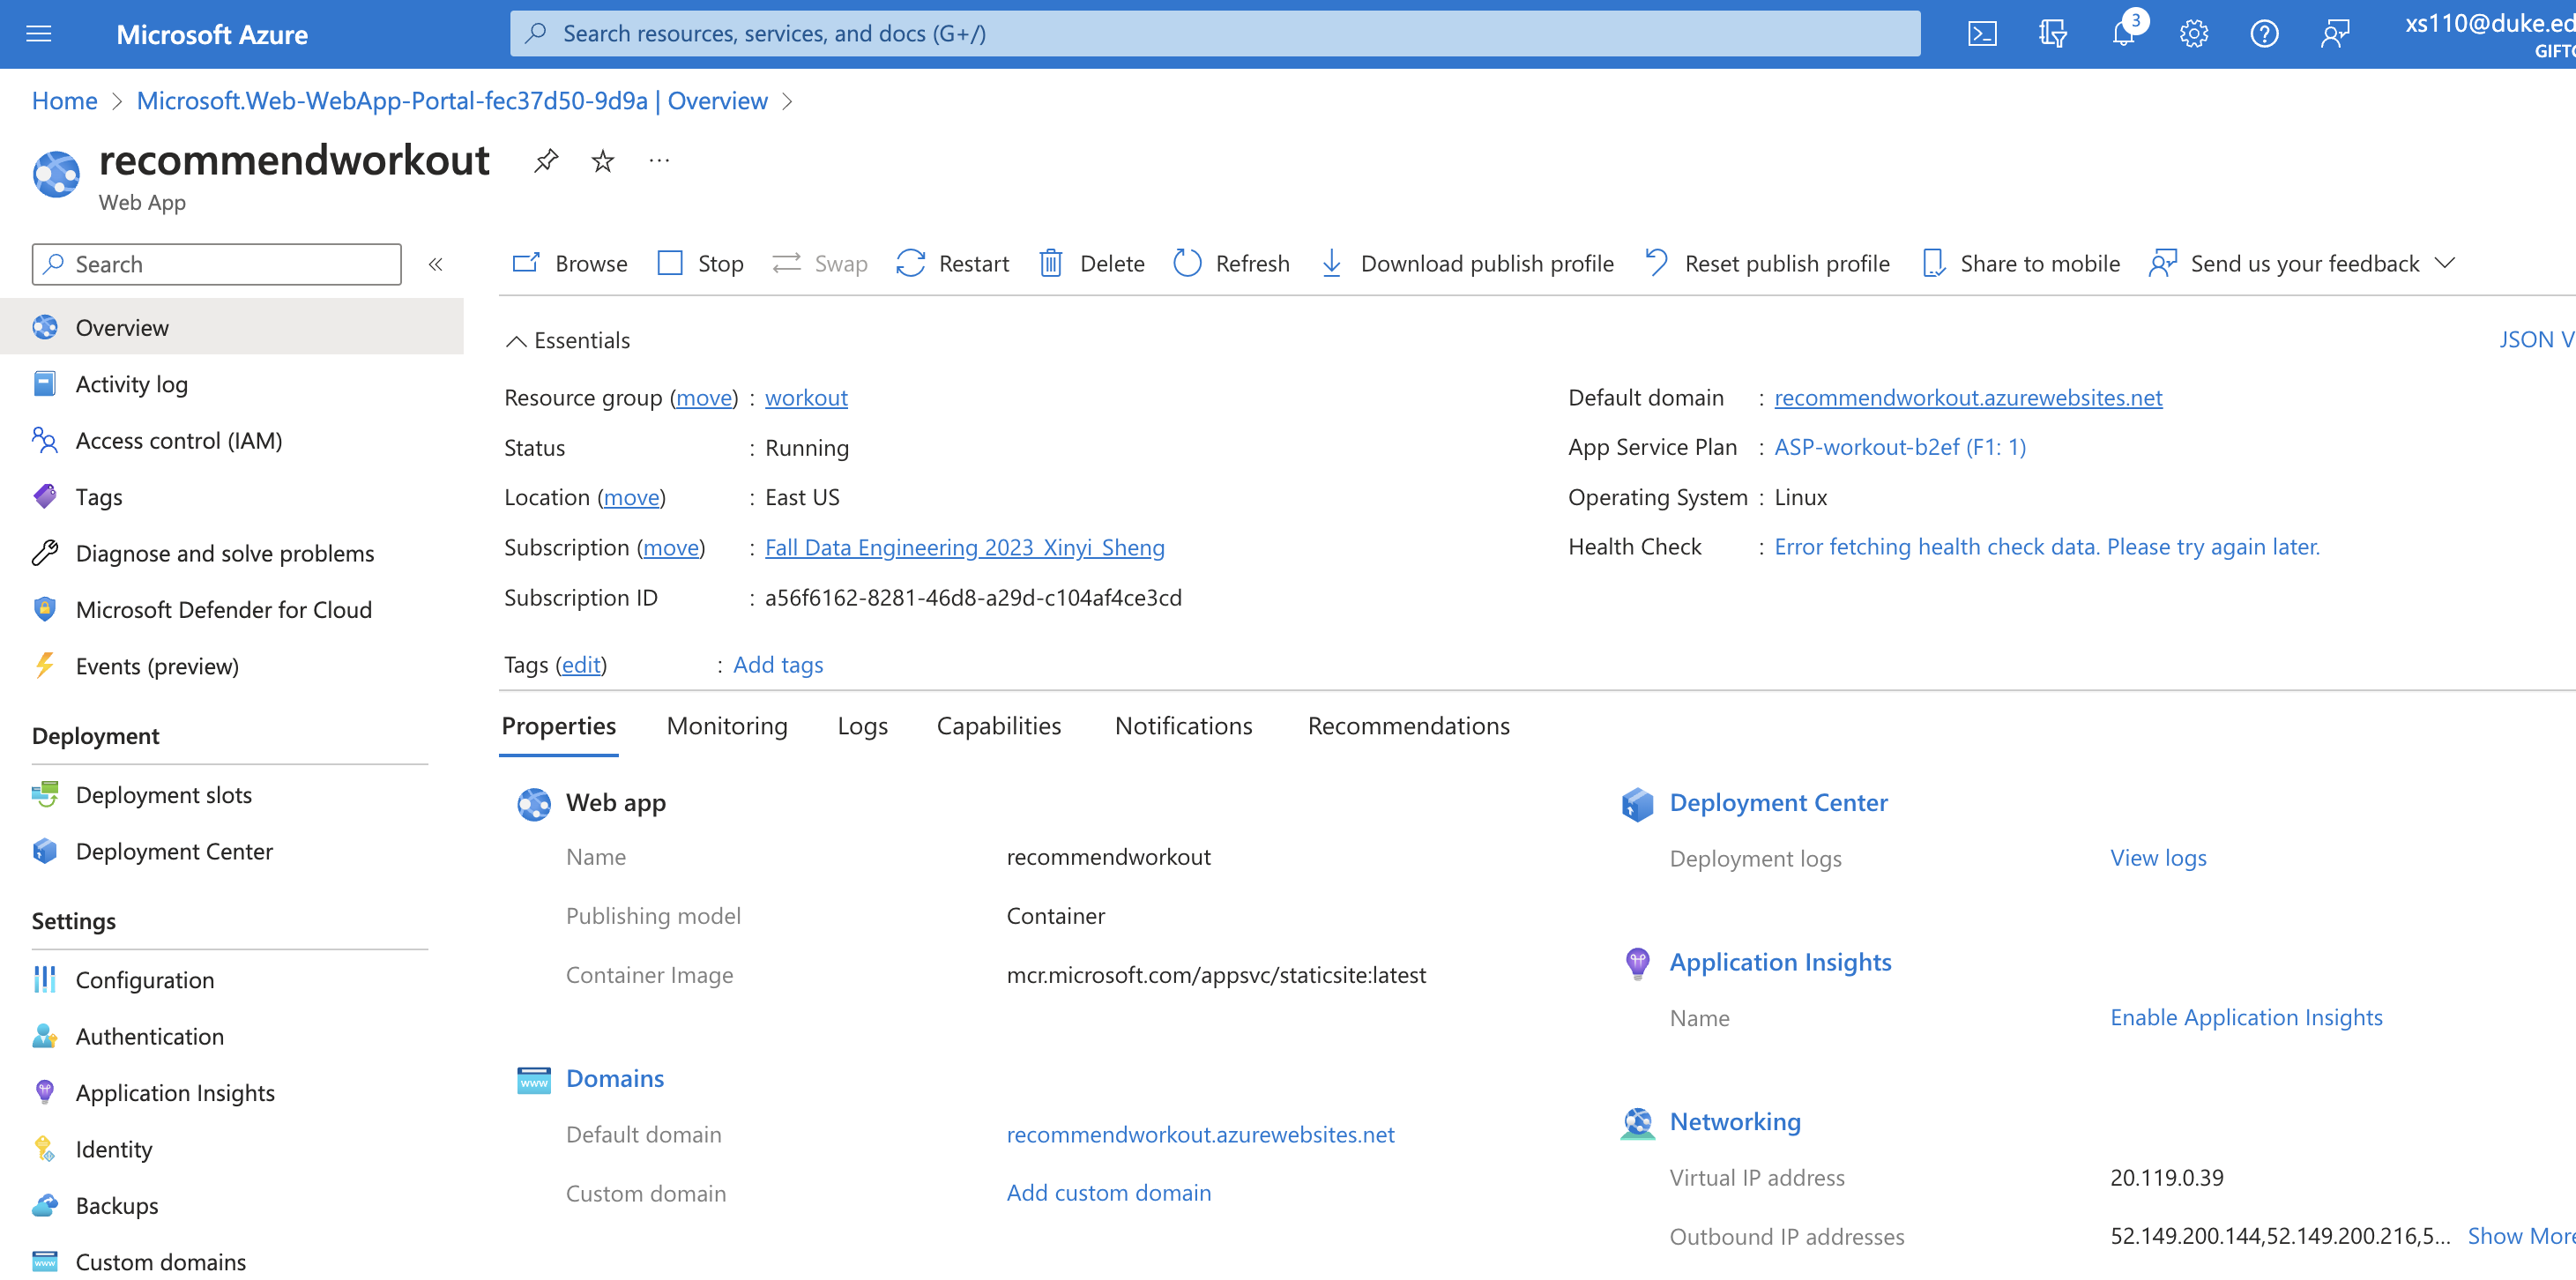 Microsoft Azure
Search resources, services, and docs (G+/)
3
xs110@duke.ed
GIFTO
Home > Microsoft.Web-WebApp-Portal-fec37d50-9d9a | Overview >
recommendworkout
Web App
Search
«
Browse Stop Swap Restart Delete Refresh Download publish profile Reset publish profile Share to mobile Send us your feedback
Overview
Activity log
Access control (IAM)
Tags
Diagnose and solve problems
Microsoft Defender for Cloud
Events (preview)
Deployment
Deployment slots
Deployment Center
Settings
Configuration
Authentication
Application Insights
Identity
Backups
Custom domains
Essentials
JSON V
Resource group (move) : workout
Status : Running
Location (move) : East US
Subscription (move) : Fall Data Engineering 2023_Xinyi_Sheng
Subscription ID : a56f6162-8281-46d8-a29d-c104af4ce3cd
Default domain : recommendworkout.azurewebsites.net
App Service Plan : ASP-workout-b2ef (F1: 1)
Operating System : Linux
Health Check : Error fetching health check data. Please try again later.
Tags (edit) : Add tags
Properties Monitoring Logs Capabilities Notifications Recommendations
Web app
Name recommendworkout
Publishing model Container
Container Image mcr.microsoft.com/appsvc/staticsite:latest
www
Domains
Default domain recommendworkout.azurewebsites.net
Custom domain Add custom domain
Deployment Center
Deployment logs View logs
Application Insights
Name Enable Application Insights
Networking
Virtual IP address 20.119.0.39
Outbound IP addresses 52.149.200.144,52.149.200.216,5... Show More